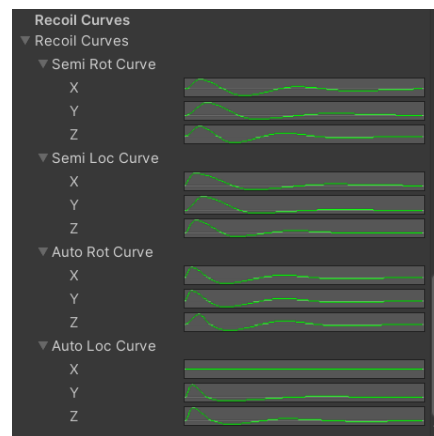 Recoil Curves
Recoil Curves
Semi Rot Curve
X
Y
Z
Semi Loc Curve
X
Y
Z
Auto Rot Curve
X
Y
Z
Auto Loc Curve
X
Y
Z